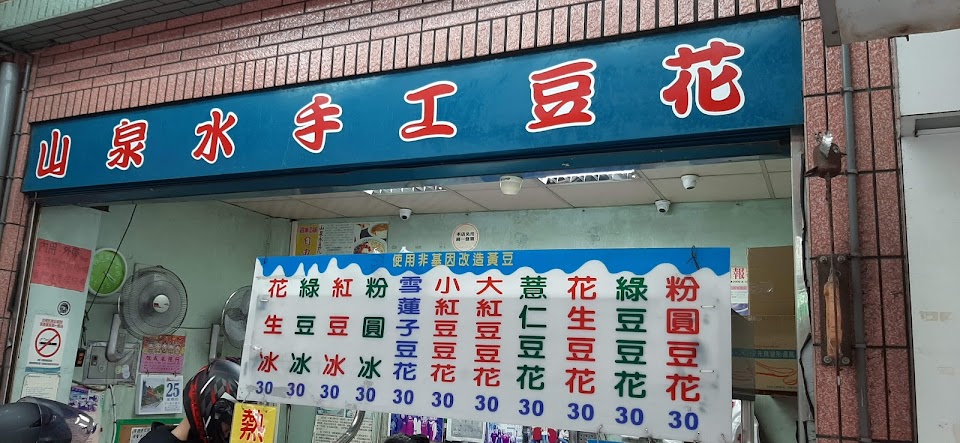 山泉水手工豆花
使用非基因改造黃豆
粉圓豆花 30
綠豆花 30
花生豆花 30
薏仁豆花 30
大紅豆豆花 30
小紅豆豆花 30
雪蓮子豆花 30
粉圓冰 30
紅豆冰 30
綠豆冰 30
花生冰 30
熱
25